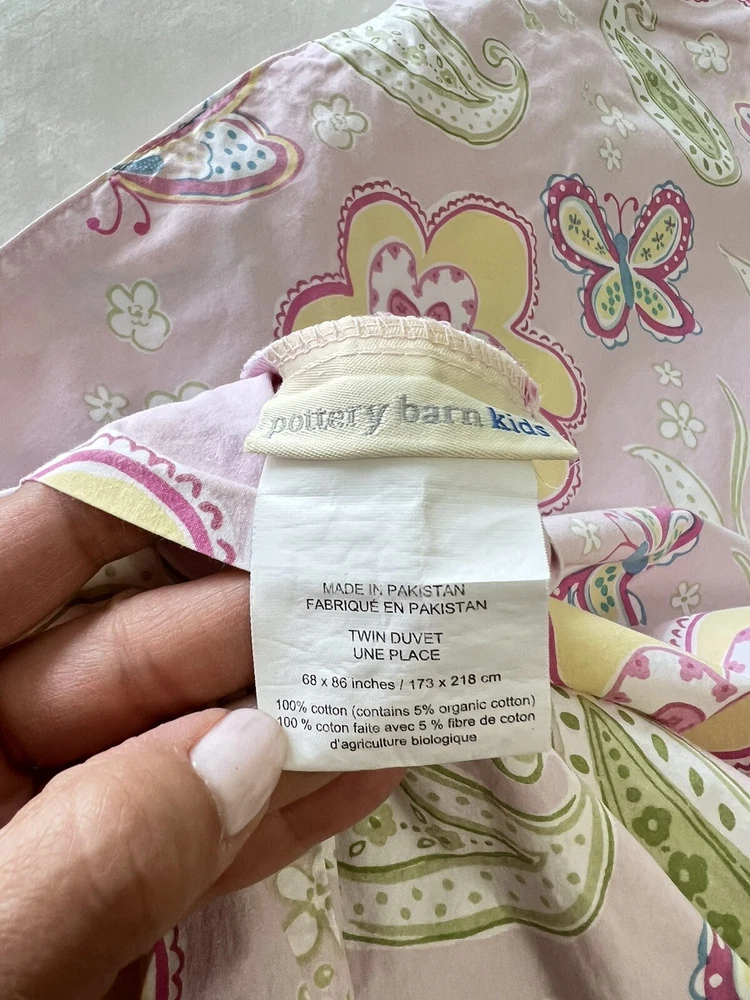 pottery barn kids
MADE IN PAKISTAN
FABRIQUÉ EN PAKISTAN
TWIN DUVET
UNE PLACE
68 x 86 inches / 173 x 218 cm
100% cotton (contains 5% organic cotton)
100 % coton faite avec 5 % fibre de coton
d'agriculture biologique